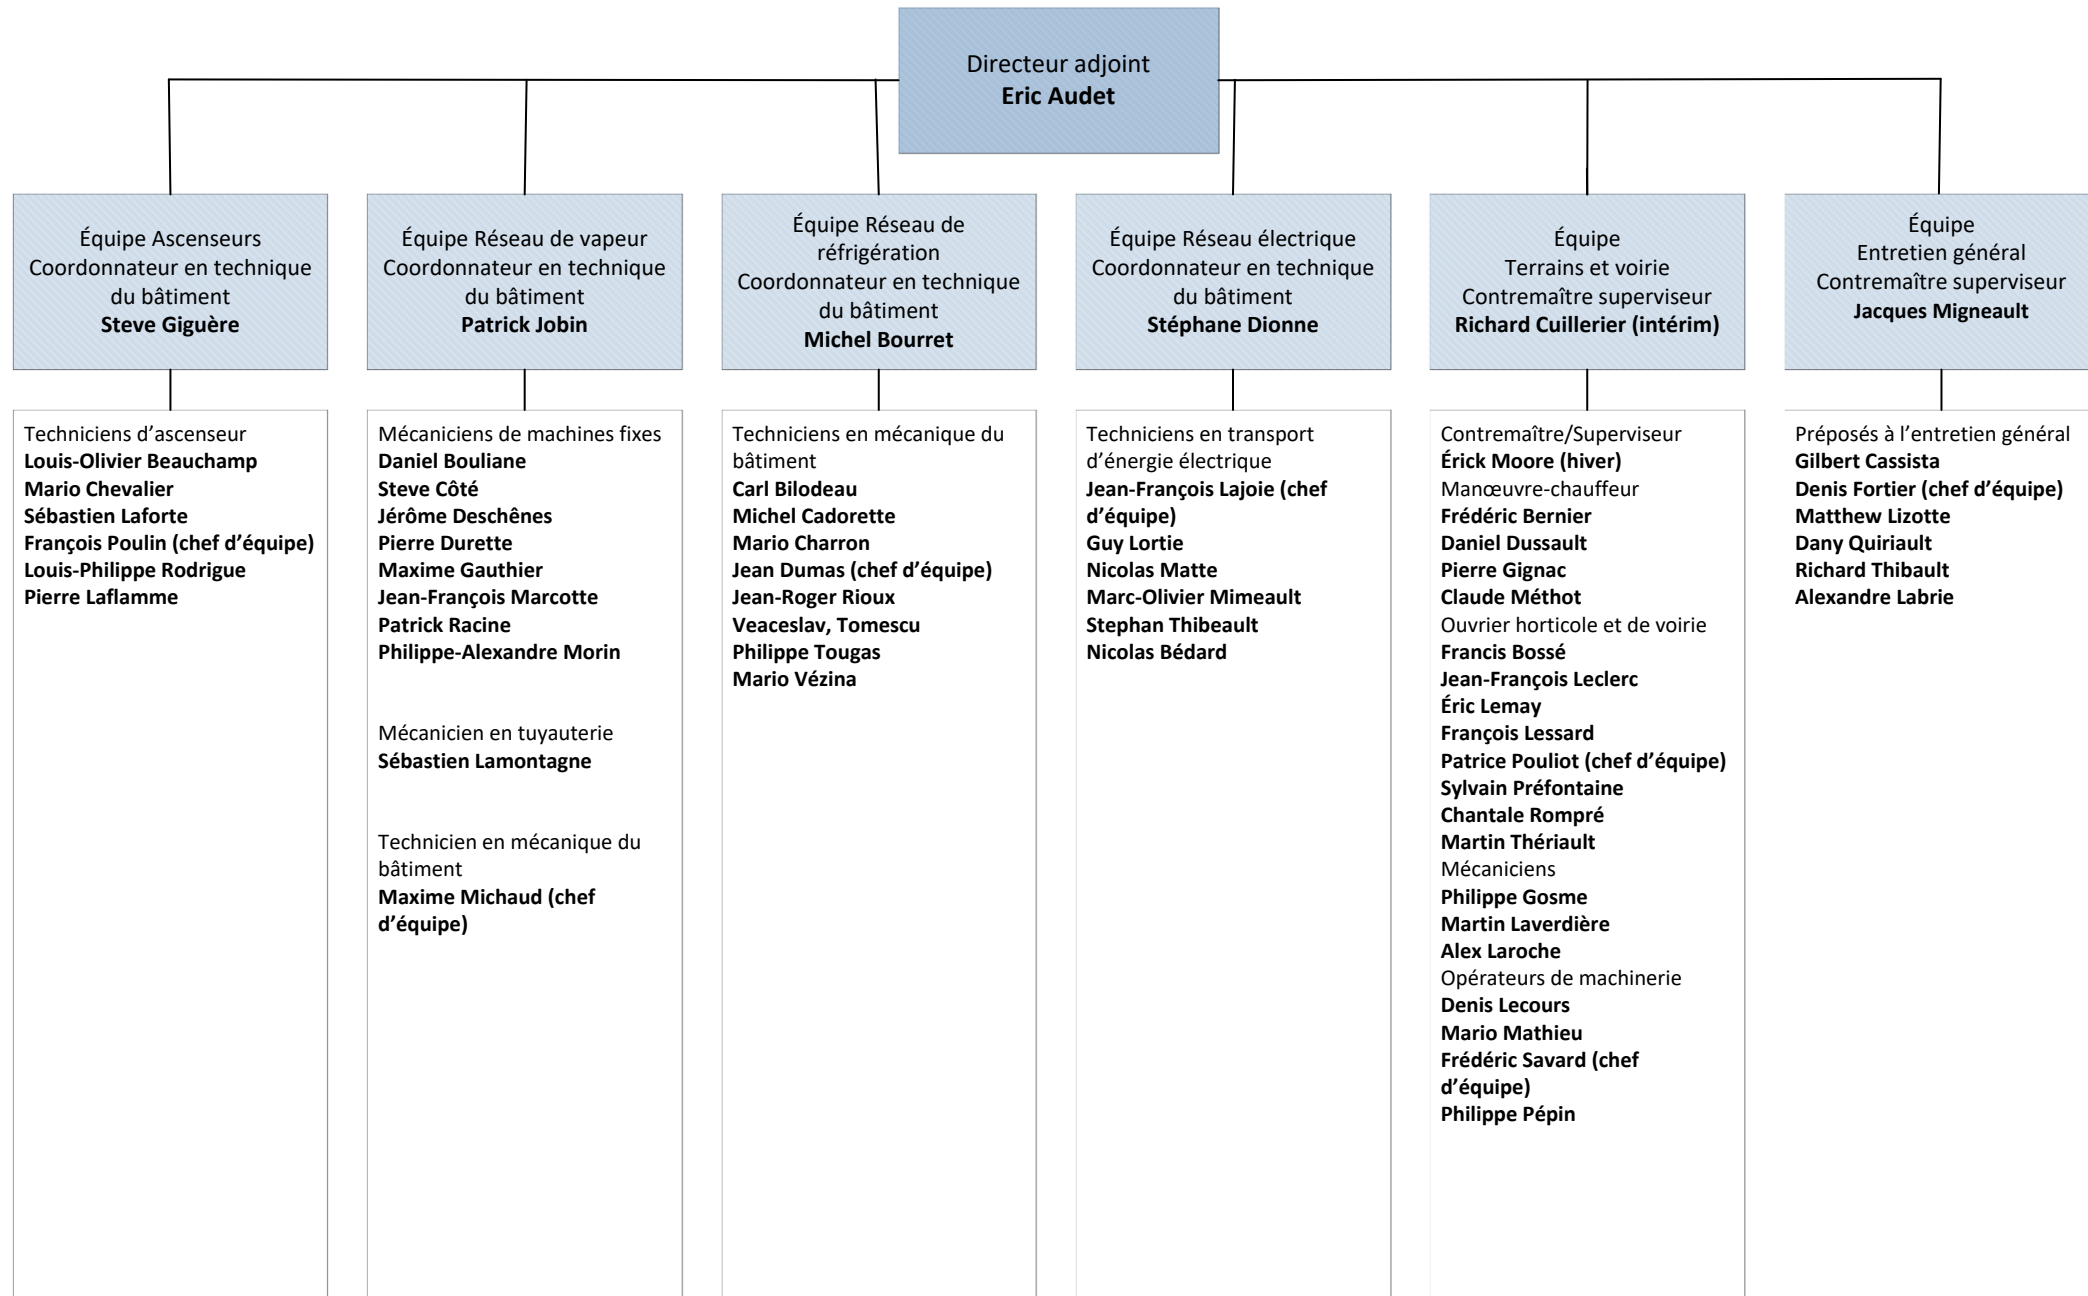 Directeur adjoint
Eric Audet
Équipe Ascenseurs
Coordonnateur en technique
du bâtiment
Steve Giguère
Équipe Réseau de vapeur
Coordonnateur en technique
du bâtiment
Patrick Jobin
Équipe Réseau de
réfrigération
Coordonnateur en technique
du bâtiment
Michel Bourret
Équipe Réseau électrique
Coordonnateur en technique
du bâtiment
Stéphane Dionne
Équipe
Terrains et voirie
Contremaître superviseur
Richard Cuillerier (intérim)
Équipe
Entretien général
Contremaître superviseur
Jacques Migneault
Techniciens d’ascenseur
Louis-Olivier Beauchamp
Mario Chevalier
Sébastien Laforte
François Poulin (chef d’équipe)
Louis-Philippe Rodrigue
Pierre Laflamme
Mécaniciens de machines fixes
Daniel Bouliane
Steve Côté
Jérôme Deschênes
Pierre Durette
Maxime Gauthier
Jean-François Marcotte
Patrick Racine
Philippe-Alexandre Morin
Mécanicien en tuyauterie
Sébastien Lamontagne
Technicien en mécanique du
bâtiment
Maxime Michaud (chef
d’équipe)
Techniciens en mécanique du
bâtiment
Carl Bilodeau
Michel Cadorette
Mario Charron
Jean Dumas (chef d’équipe)
Jean-Roger Rioux
Veaceslav, Tomescu
Philippe Tougas
Mario Vézina
Techniciens en transport
d’énergie électrique
Jean-François Lajoie (chef
d’équipe)
Guy Lortie
Nicolas Matte
Marc-Olivier Mimeault
Stephan Thibeault
Nicolas Bédard
Contremaître/Superviseur
Érick Moore (hiver)
Manœuvre-chauffeur
Frédéric Bernier
Daniel Dussault
Pierre Gignac
Claude Méthot
Ouvrier horticole et de voirie
Francis Bossé
Jean-François Leclerc
Éric Lemay
François Lessard
Patrice Pouliot (chef d’équipe)
Sylvain Préfontaine
Chantale Rompré
Martin Thériault
Mécaniciens
Philippe Gosme
Martin Laverdière
Alex Laroche
Opérateurs de machinerie
Denis Lecours
Mario Mathieu
Frédéric Savard (chef
d’équipe)
Philippe Pépin
Préposés à l’entretien général
Gilbert Cassista
Denis Fortier (chef d’équipe)
Matthew Lizotte
Dany Quiriault
Richard Thibault
Alexandre Labrie